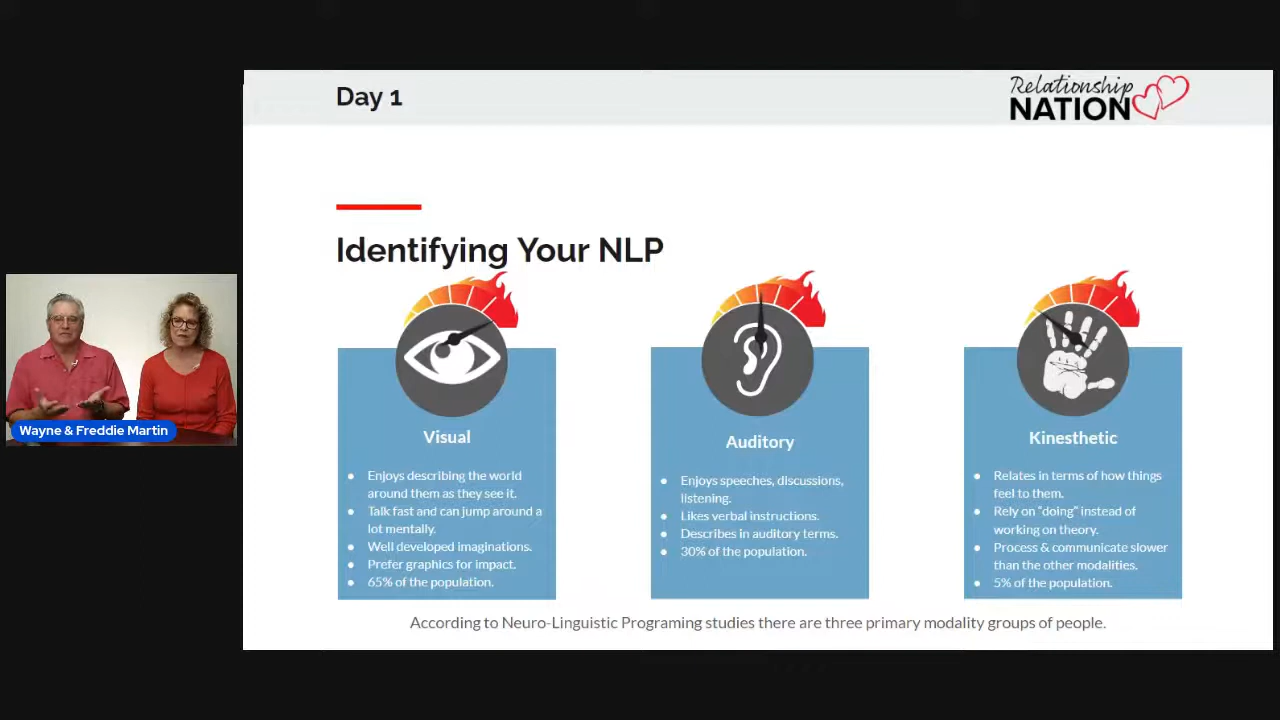 Day 1
Relationship
NATION
Identifying Your NLP
Wayne & Freddie Martin
Visual
● Enjoys describing the world
around them as they see it.
● Talk fast and can jump around a
lot mentally.
● Well developed imaginations.
● Prefer graphics for impact.
● 65% of the population.
Auditory
● Enjoys speeches, discussions,
listening.
● Likes verbal instructions.
● Describes in auditory terms.
● 30% of the population.
Kinesthetic
● Relates in terms of how things
feel to them.
● Rely on “doing” instead of
working on theory.
● Process & communicate slower
than the other modalities.
● 5% of the population.
According to Neuro-Linguistic Programing studies there are three primary modality groups of people.